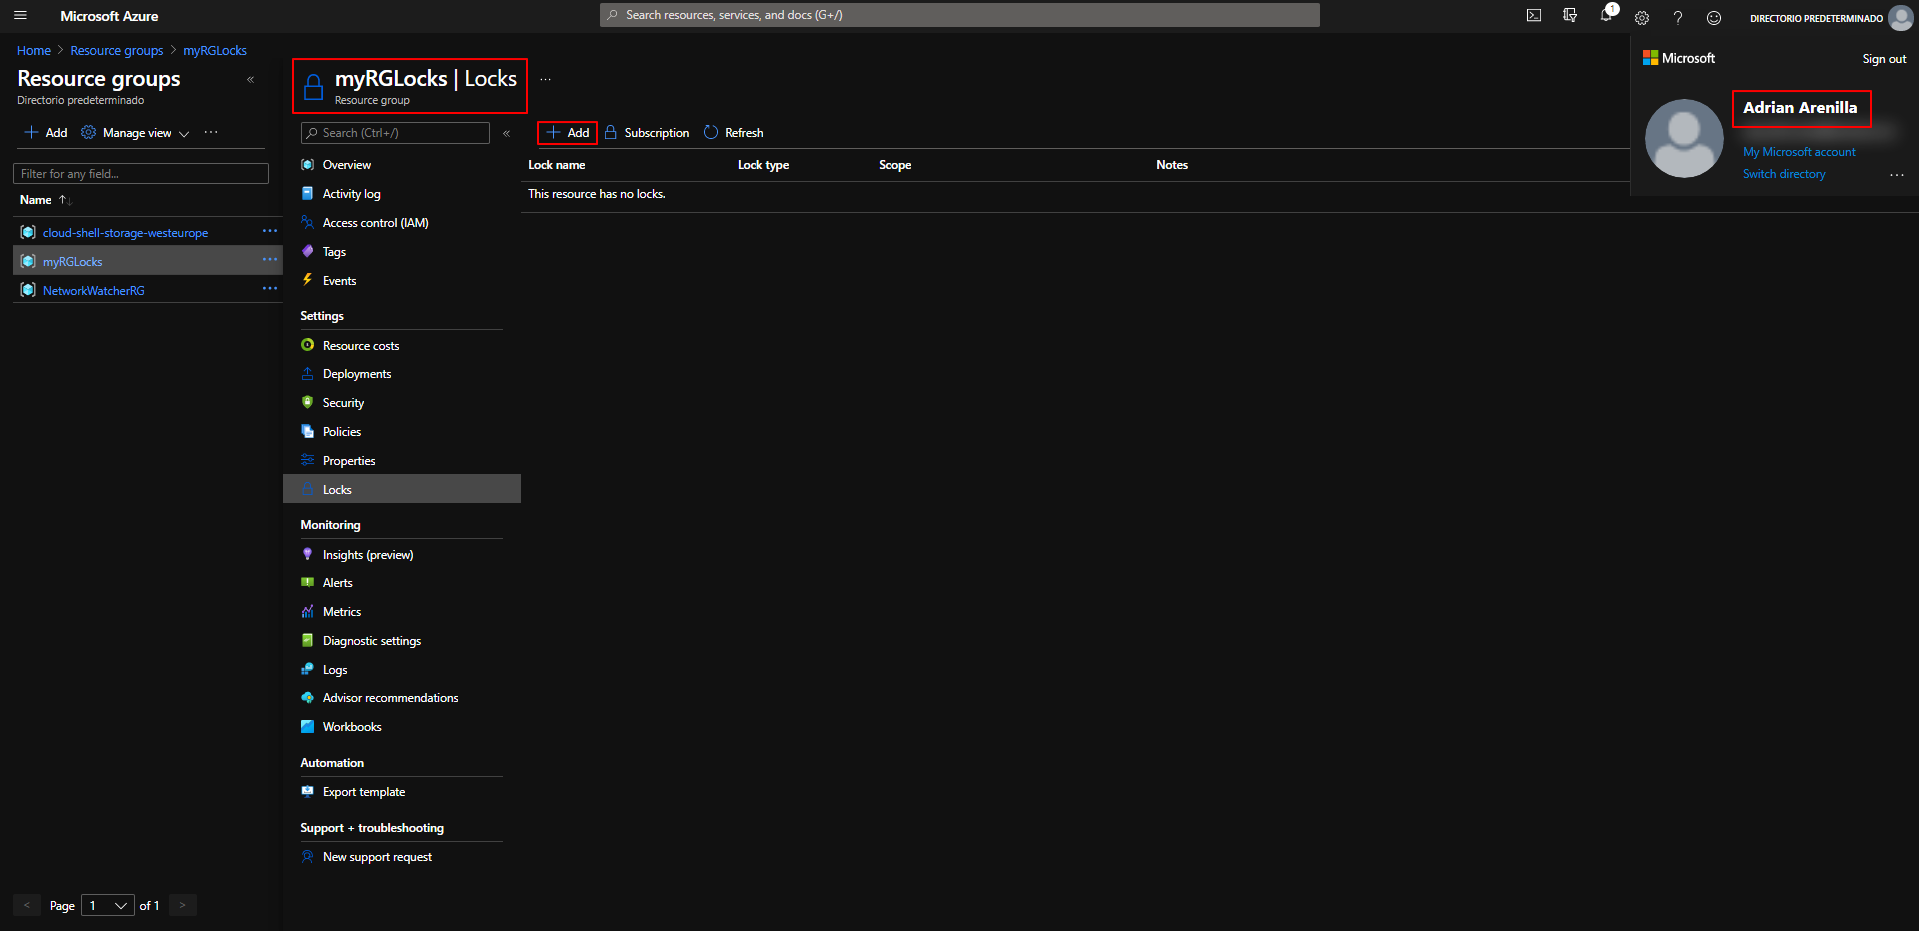 Microsoft Azure
Search resources, services, and docs (G+/)
1
DIRECTORIO PREDETERMINADO
Home > Resource groups > myRGLocks
Resource groups
Directorio predeterminado
Add Manage view ...
Filter for any field...
Name
cloud-shell-storage-westeurope ...
myRGLocks ...
NetworkWatcherRG ...
< Page 1 of 1 >
myRGLocks | Locks ...
Resource group
Search (Ctrl+/)
Overview
Activity log
Access control (IAM)
Tags
Events
Settings
Resource costs
Deployments
Security
Policies
Properties
Locks
Monitoring
Insights (preview)
Alerts
Metrics
Diagnostic settings
Logs
Advisor recommendations
Workbooks
Automation
Export template
Support + troubleshooting
New support request
Add Subscription Refresh
Lock name Lock type Scope Notes
This resource has no locks.
Microsoft Sign out
Adrian Arenilla
My Microsoft account
Switch directory ...